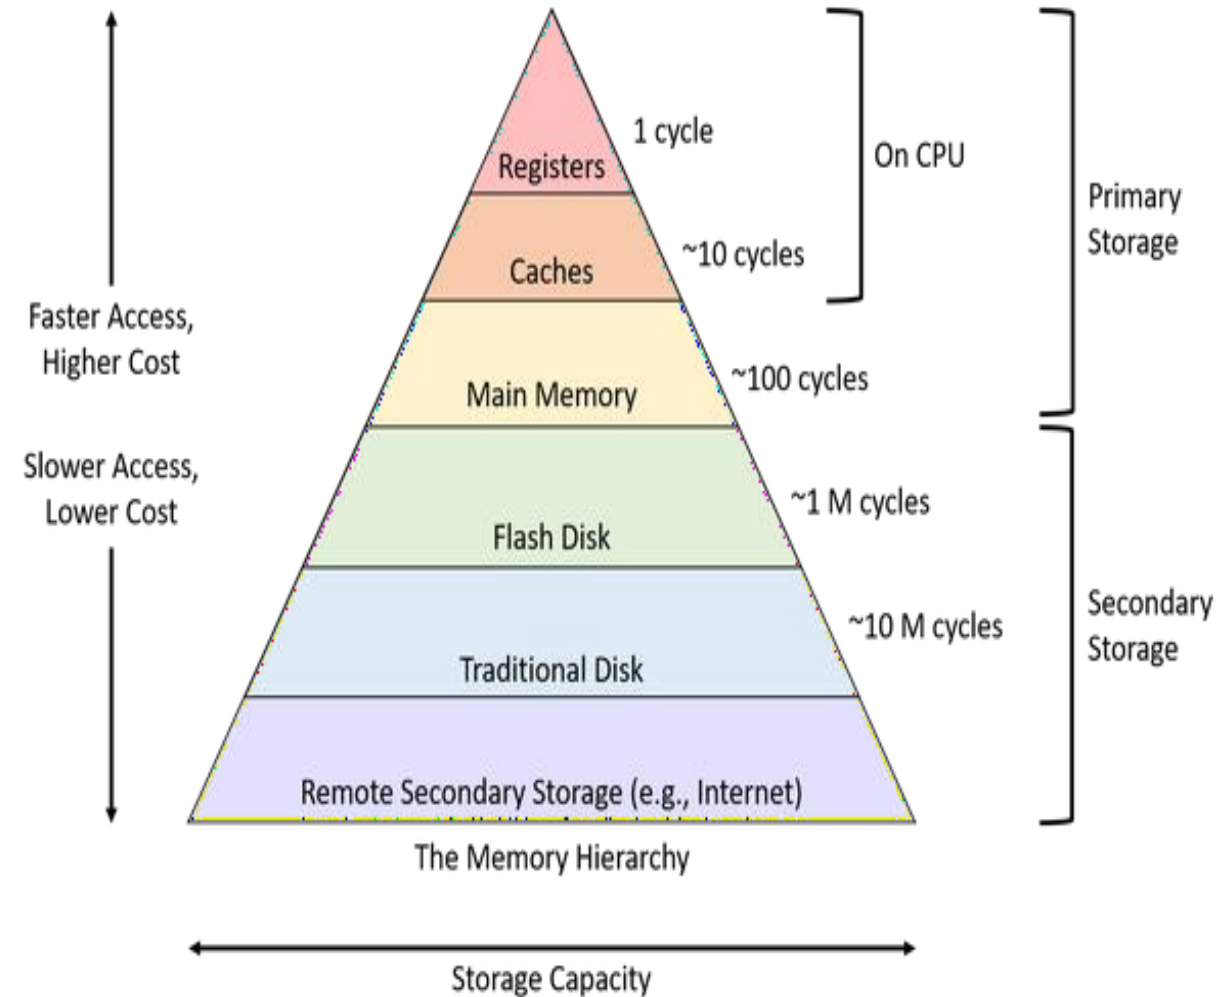 1 cycle
Registers
On CPU
Primary
Storage
~10 cycles
Caches
Faster Access,
Higher Cost
~100 cycles
Main Memory
Slower Access,
Lower Cost
~1 M cycles
Flash Disk
Secondary
Storage
~10 M cycles
Traditional Disk
Remote Secondary Storage (e.g., Internet)
The Memory Hierarchy
Storage Capacity